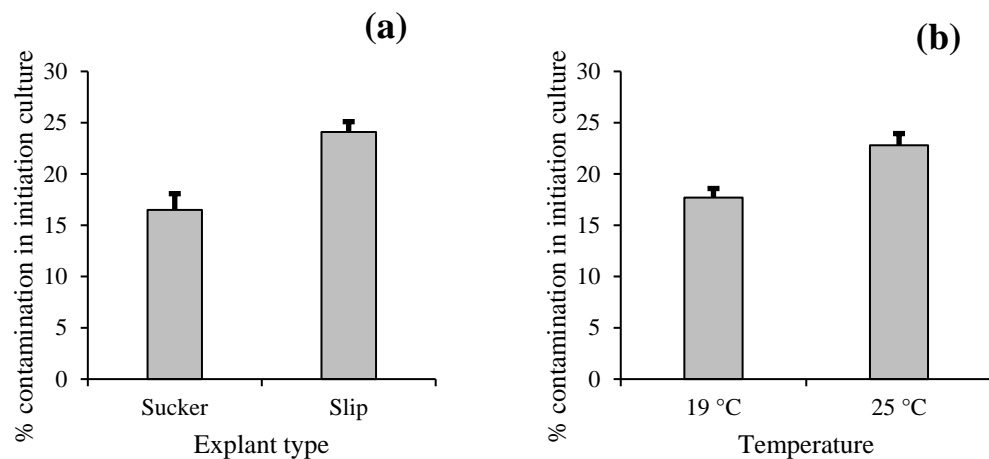 (a)
% contamination in initiation culture
30
25
20
15
10
5
0
Sucker Slip
Explant type
(b)
% contamination in initiation culture
30
25
20
15
10
5
0
19 °C 25 °C
Temperature